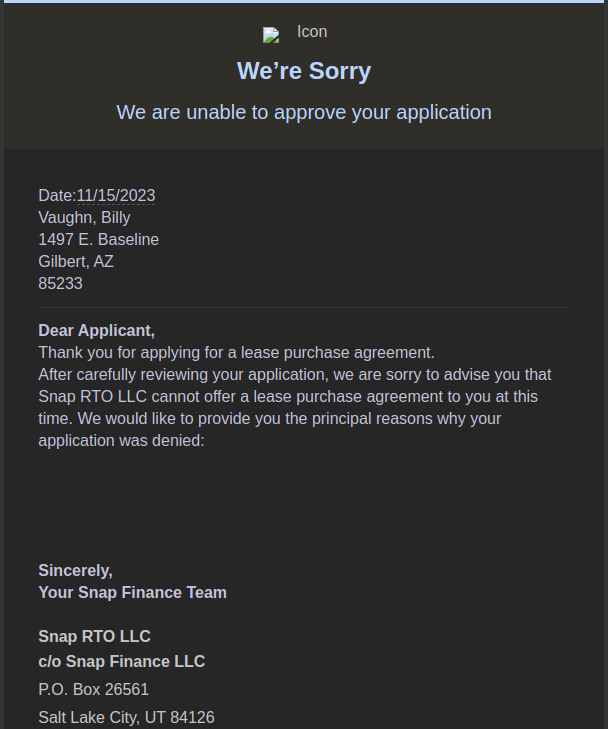 Icon
We’re Sorry
We are unable to approve your application
Date:11/15/2023
Vaughn, Billy
1497 E. Baseline
Gilbert, AZ
85233
Dear Applicant,
Thank you for applying for a lease purchase agreement.
After carefully reviewing your application, we are sorry to advise you that
Snap RTO LLC cannot offer a lease purchase agreement to you at this
time. We would like to provide you the principal reasons why your
application was denied:
Sincerely,
Your Snap Finance Team
Snap RTO LLC
c/o Snap Finance LLC
P.O. Box 26561
Salt Lake City, UT 84126